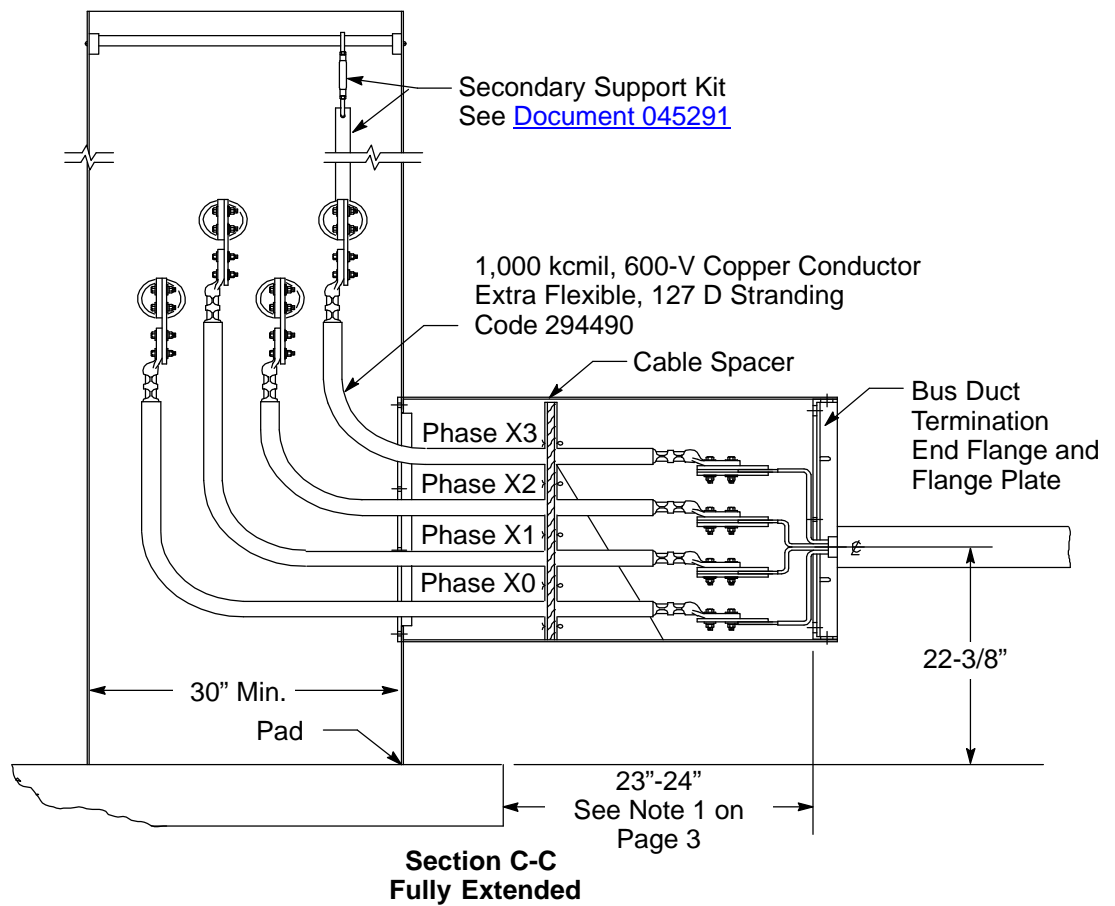 Secondary Support Kit
See Document 045291
1,000 kcmil, 600-V Copper Conductor
Extra Flexible, 127 D Stranding
Code 294490
Cable Spacer
Bus Duct
Termination
End Flange and
Flange Plate
Phase X3
Phase X2
Phase X1
Phase X0
℄
22-3/8”
30” Min.
Pad
23”-24”
See Note 1 on
Page 3
Section C-C
Fully Extended